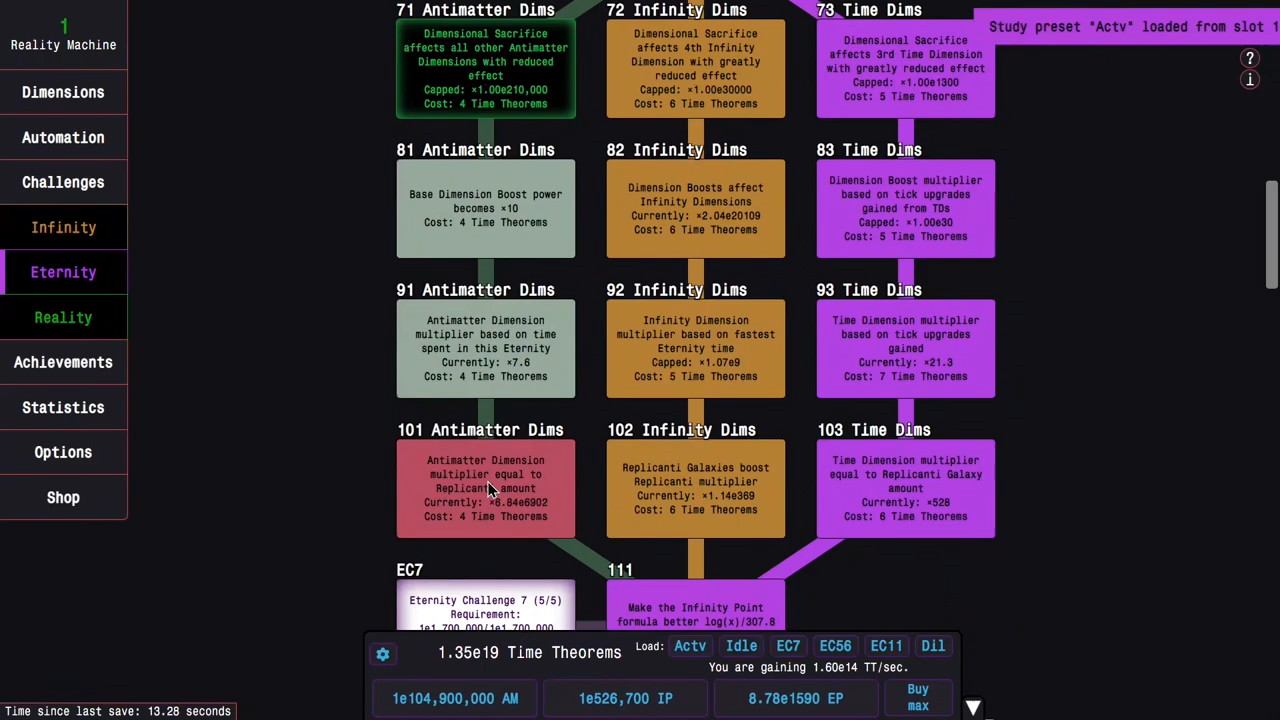 1
Reality Machine
Dimensions
Automation
Challenges
Infinity
Eternity
Reality
Achievements
Statistics
Options
Shop
Study preset "Actv" loaded from slot 1
?
i
71 Antimatter Dims
Dimensional Sacrifice
affects all other Antimatter
Dimensions with reduced
effect
Capped: ×1.00e210,000
Cost: 4 Time Theorems
72 Infinity Dims
Dimensional Sacrifice
affects 4th Infinity
Dimension with greatly
reduced effect
Capped: ×1.00e30000
Cost: 6 Time Theorems
73 Time Dims
Dimensional Sacrifice
affects 3rd Time Dimension
with greatly reduced effect
Capped: ×1.00e1300
Cost: 5 Time Theorems
81 Antimatter Dims
Base Dimension Boost power
becomes ×10
Cost: 4 Time Theorems
82 Infinity Dims
Dimension Boosts affect
Infinity Dimensions
Currently: ×2.04e20109
Cost: 6 Time Theorems
83 Time Dims
Dimension Boost multiplier
based on tick upgrades
gained from TDs
Capped: ×1.00e30
Cost: 5 Time Theorems
91 Antimatter Dims
Antimatter Dimension
multiplier based on time
spent in this Eternity
Currently: ×7.6
Cost: 4 Time Theorems
92 Infinity Dims
Infinity Dimension
multiplier based on fastest
Eternity time
Capped: ×1.07e9
Cost: 5 Time Theorems
93 Time Dims
Time Dimension multiplier
based on tick upgrades
gained
Currently: ×21.3
Cost: 7 Time Theorems
101 Antimatter Dims
Antimatter Dimension
multiplier equal to
Replicanti amount
Currently: ×6.84e6902
Cost: 4 Time Theorems
102 Infinity Dims
Replicanti Galaxies boost
Replicanti multiplier
Currently: ×1.14e369
Cost: 6 Time Theorems
103 Time Dims
Time Dimension multiplier
equal to Replicanti Galaxy
amount
Currently: ×528
Cost: 6 Time Theorems
EC7
Eternity Challenge 7 (5/5)
Requirement:
1e1,700,000/1e1,700,000
111
Make the Infinity Point
formula better log(x)/307.8
1.35e19 Time Theorems
Load: Actv Idle EC7 EC56 EC11 Dil
You are gaining 1.60e14 TT/sec.
1e104,900,000 AM
1e526,700 IP
8.78e1590 EP
Buy
max
Time since last save: 13.28 seconds